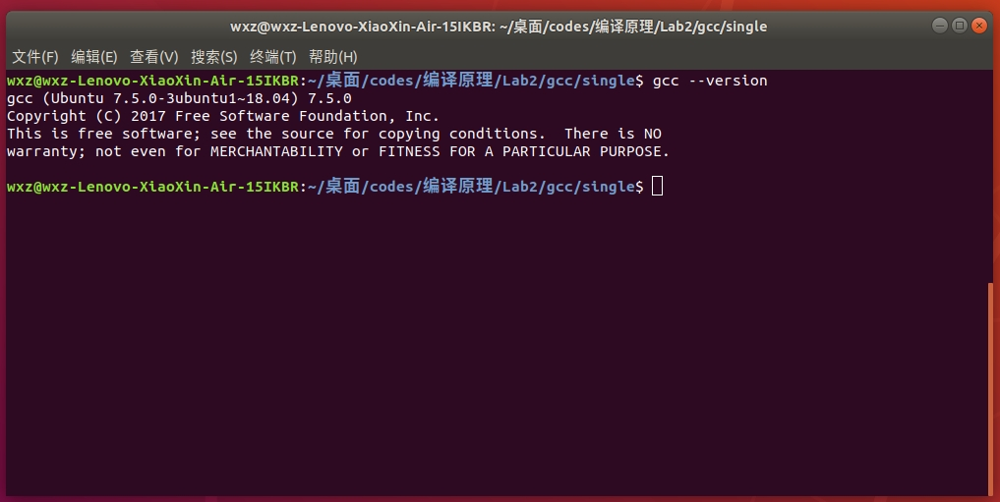 wxz@wxz-Lenovo-XiaoXin-Air-15IKBR: ~/桌面/codes/编译原理/Lab2/gcc/single
文件(F) 编辑(E) 查看(V) 搜索(S) 终端(T) 帮助(H)
wxz@wxz-Lenovo-XiaoXin-Air-15IKBR:~/桌面/codes/编译原理/Lab2/gcc/single$ gcc --version
gcc (Ubuntu 7.5.0-3ubuntu1~18.04) 7.5.0
Copyright (C) 2017 Free Software Foundation, Inc.
This is free software; see the source for copying conditions.  There is NO
warranty; not even for MERCHANTABILITY or FITNESS FOR A PARTICULAR PURPOSE.
wxz@wxz-Lenovo-XiaoXin-Air-15IKBR:~/桌面/codes/编译原理/Lab2/gcc/single$